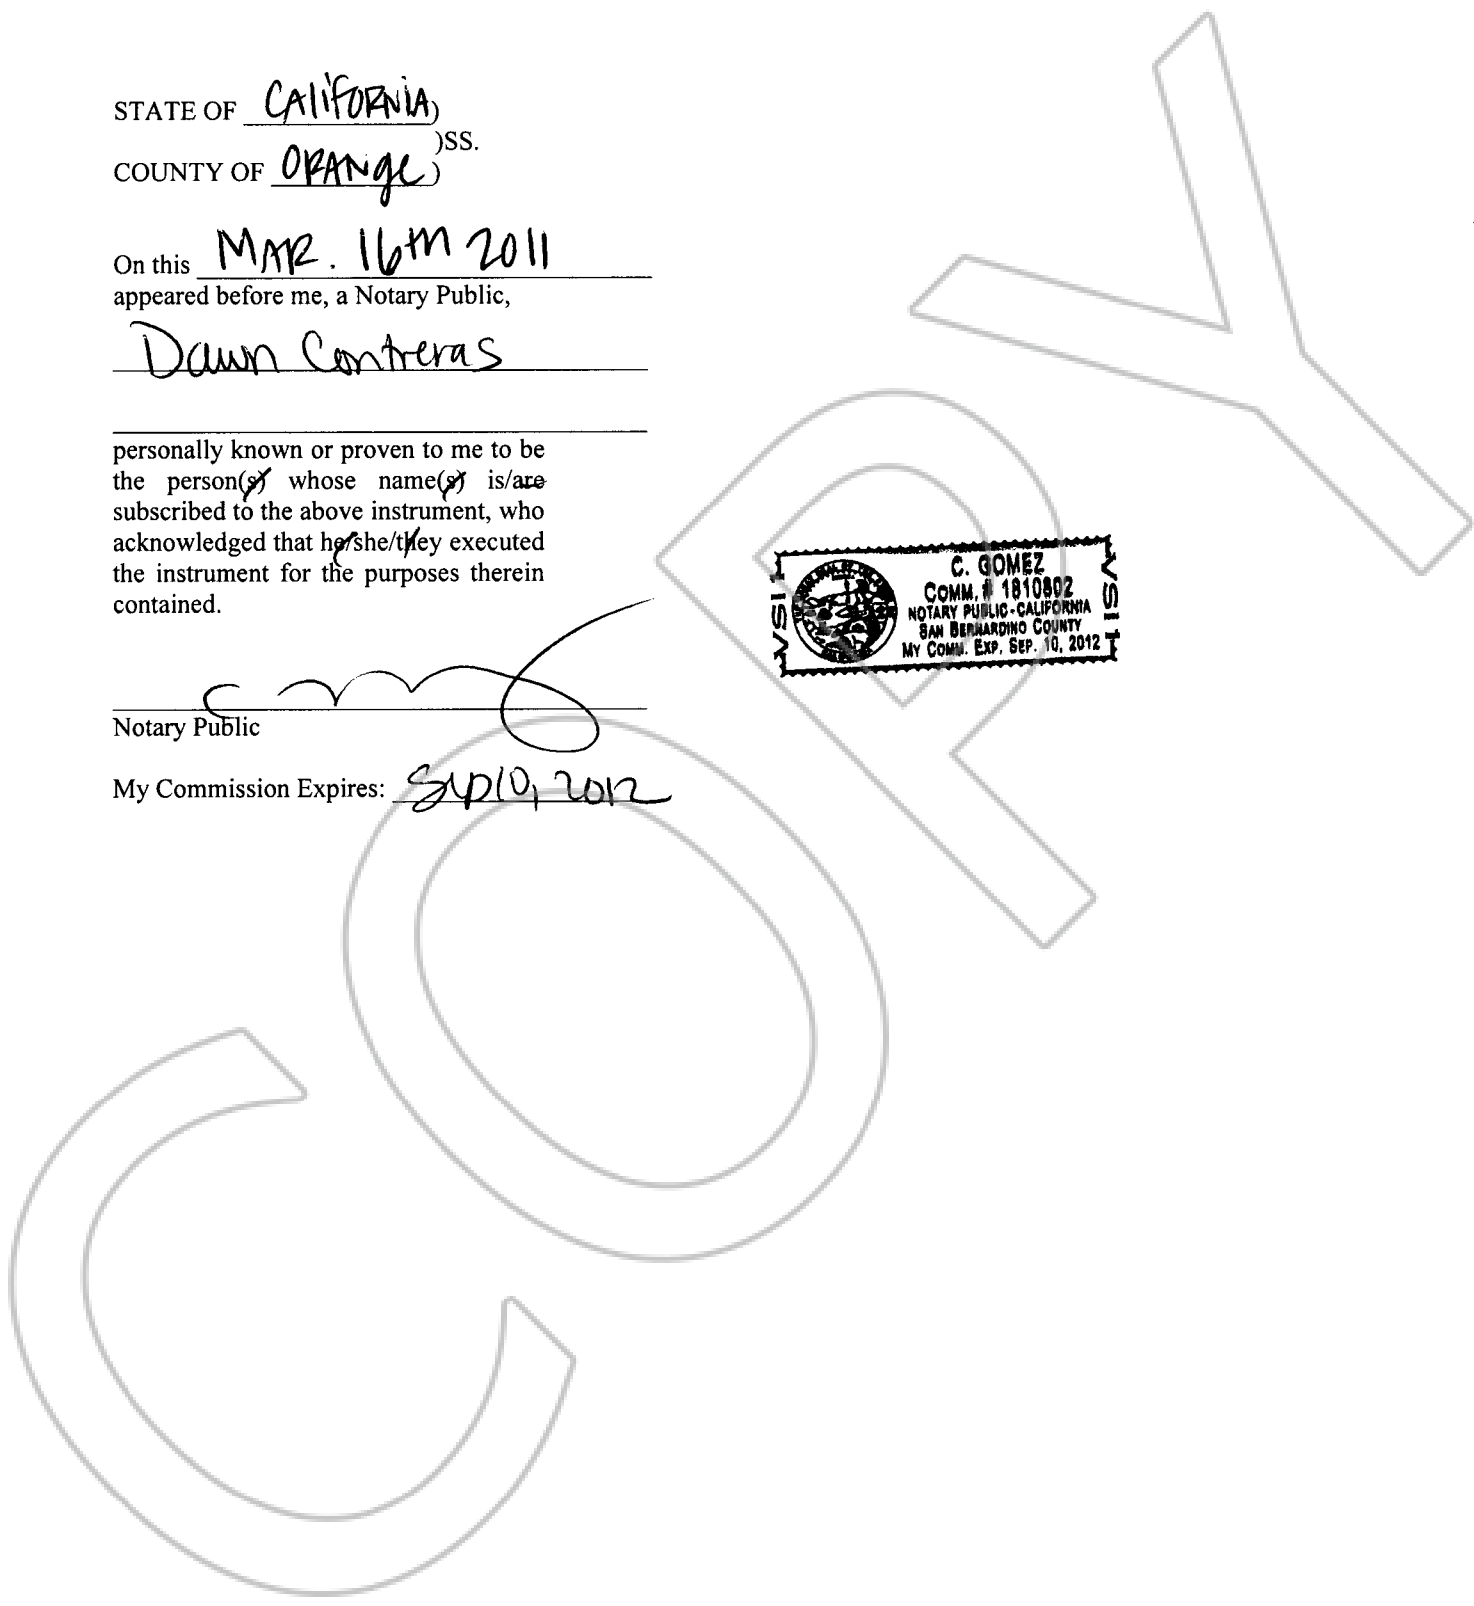 STATE OF CAlifORNiA)
)SS.
COUNTY OF ORANge)
On this MAR. 16th 2011
appeared before me, a Notary Public,
Dawn Contreras
personally known or proven to me to be
the person(s) whose name(s) is/are
subscribed to the above instrument, who
acknowledged that he/she/they executed
the instrument for the purposes therein
contained.
Notary Public
My Commission Expires: Sep 10, 2012
C. GOMEZ
COMM. # 1810802
NOTARY PUBLIC-CALIFORNIA
SAN BERNARDINO COUNTY
MY COMM. EXP. SEP. 10, 2012
COPY